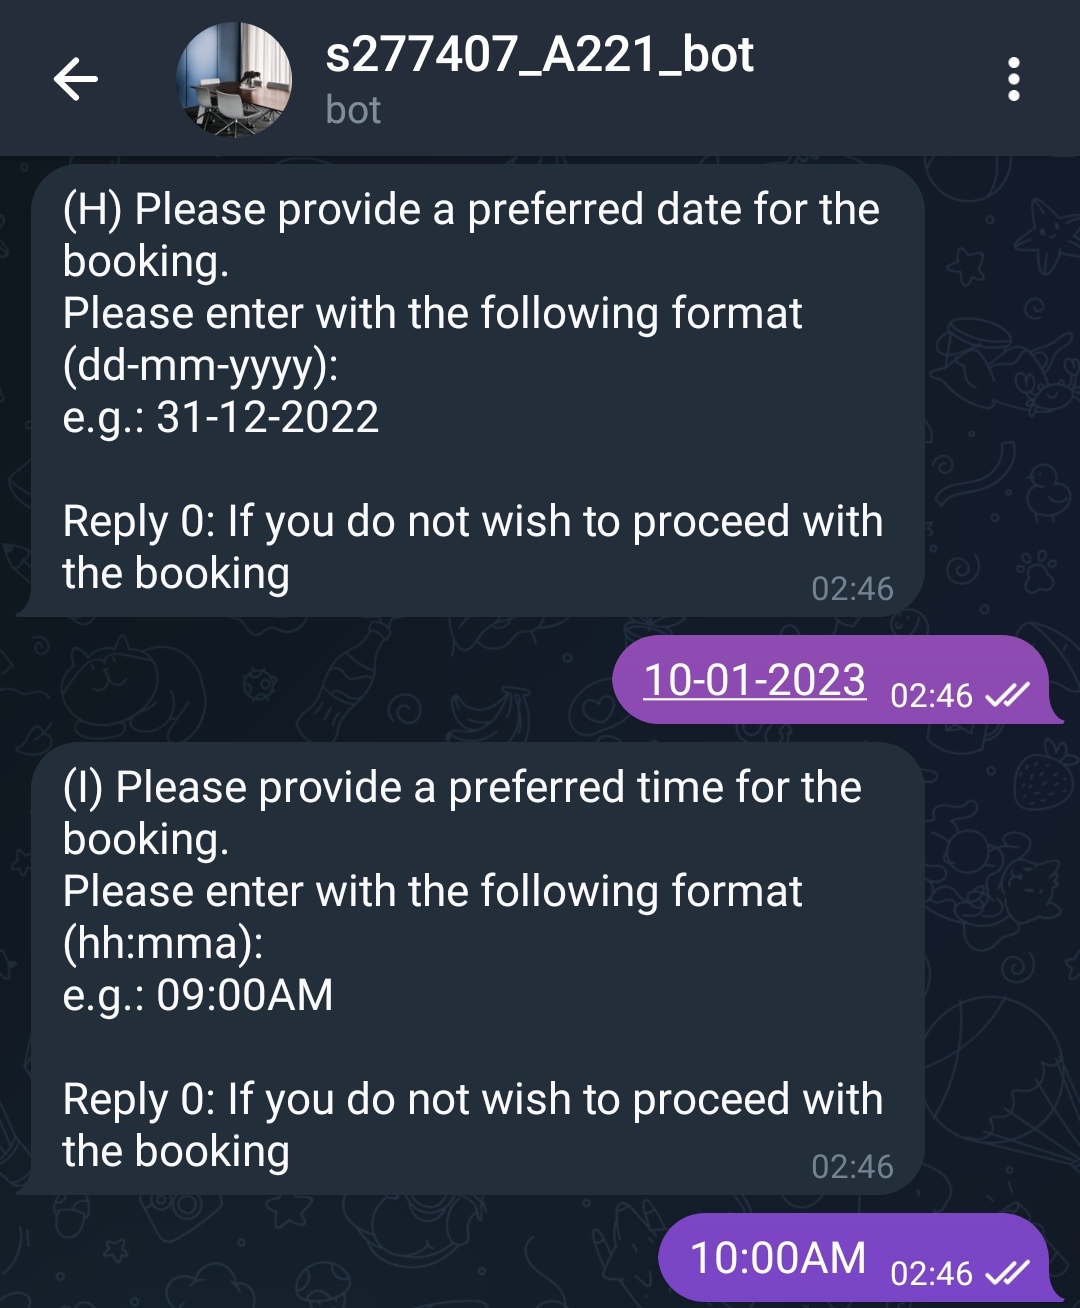 s277407_A221_bot
bot
(H) Please provide a preferred date for the
booking.
Please enter with the following format
(dd-mm-yyyy):
e.g.: 31-12-2022
Reply 0: If you do not wish to proceed with
the booking
02:46
10-01-2023 02:46
(I) Please provide a preferred time for the
booking.
Please enter with the following format
(hh:mma):
e.g.: 09:00AM
Reply 0: If you do not wish to proceed with
the booking
02:46
10:00AM 02:46